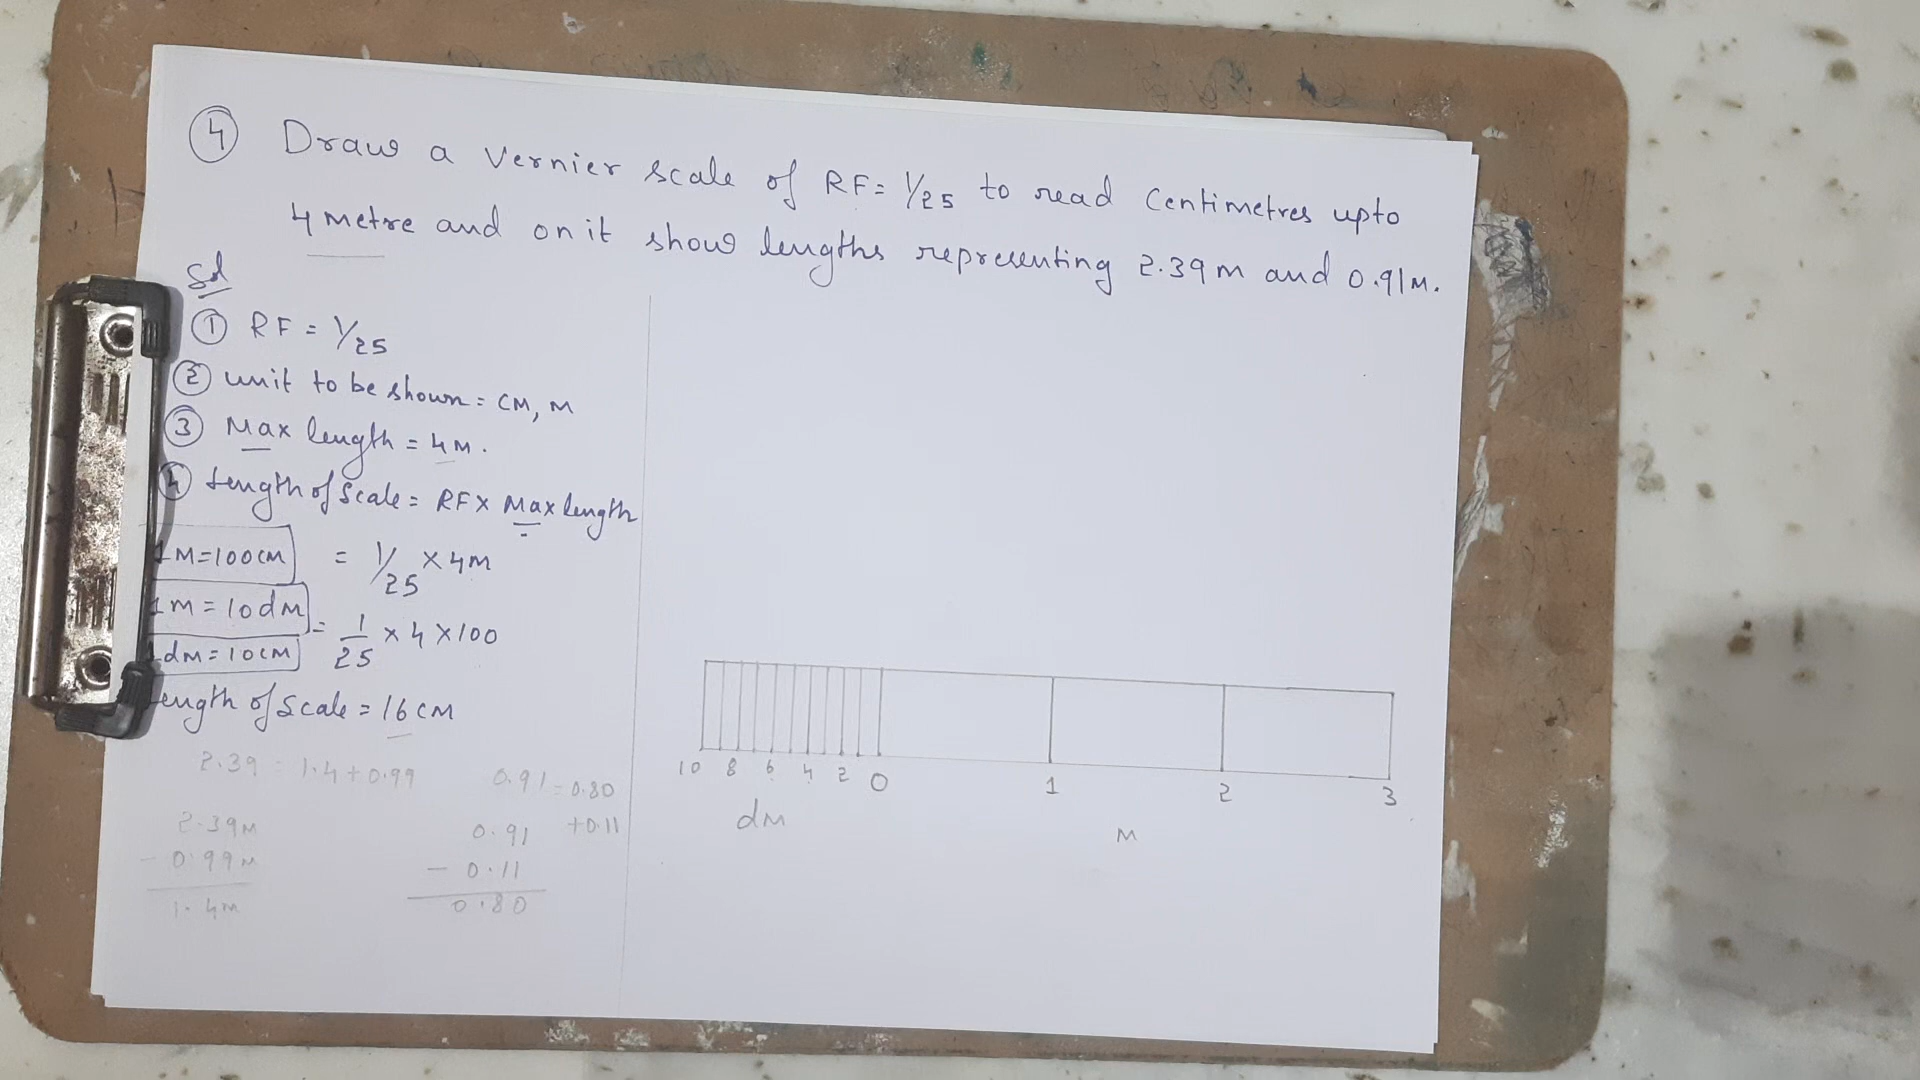 4 Draw a Vernier scale of RF= 1/25 to read Centimetres upto
4 metre and on it show lengths representing 2.39m and 0.91m.
Sol
1 RF = 1/25
2 unit to be shown = CM, M
3 Max length = 4M.
4 Length of Scale = RF x Max length
1M=100CM = 1/25 x 4M
1M = 10dM = 1/25 x 4 x 100
1dM = 10CM
Length of Scale = 16 CM
2.39 = 1.4 + 0.99
0.91 = 0.80
+0.11
2.39M
- 0.99M
1.4M
0.91
- 0.11
0.80
10 8 6 4 2 0 1 2 3
dM M